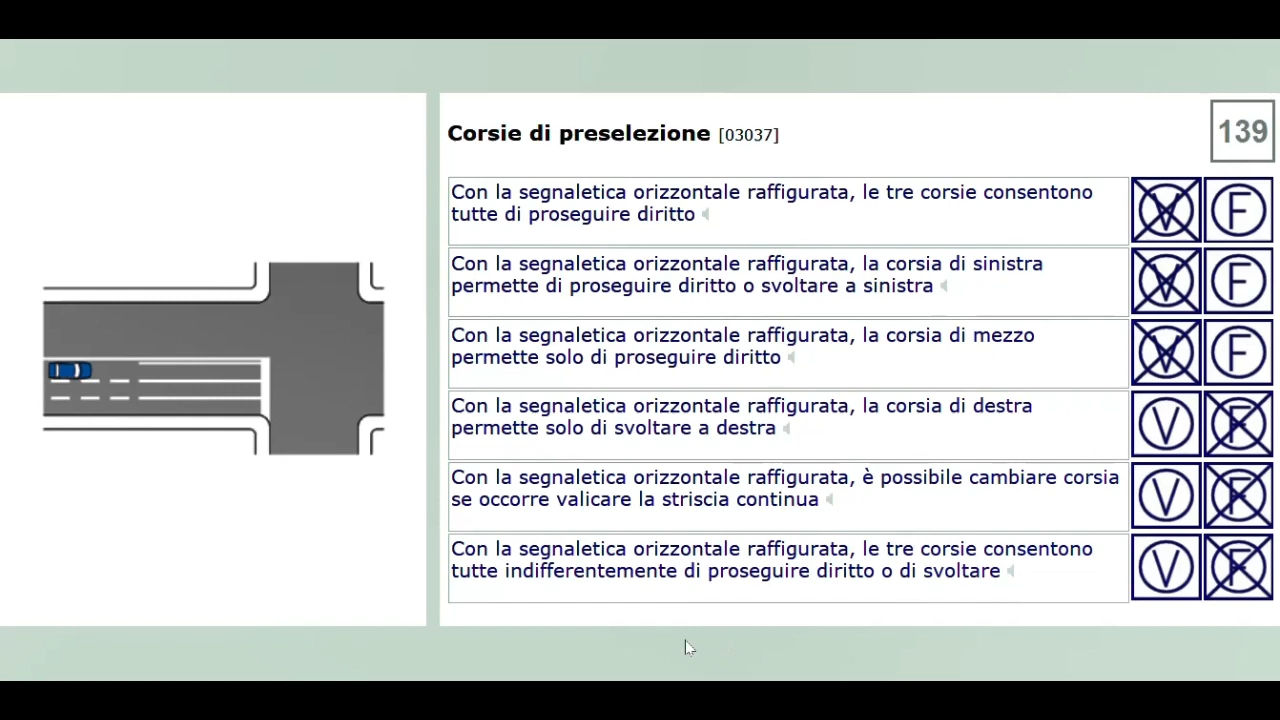 Corsie di preselezione [03037]
139
Con la segnaletica orizzontale raffigurata, le tre corsie consentono
tutte di proseguire diritto
V F
Con la segnaletica orizzontale raffigurata, la corsia di sinistra
permette di proseguire diritto o svoltare a sinistra
V F
Con la segnaletica orizzontale raffigurata, la corsia di mezzo
permette solo di proseguire diritto
V F
Con la segnaletica orizzontale raffigurata, la corsia di destra
permette solo di svoltare a destra
V F
Con la segnaletica orizzontale raffigurata, è possibile cambiare corsia
se occorre valicare la striscia continua
V F
Con la segnaletica orizzontale raffigurata, le tre corsie consentono
tutte indifferentemente di proseguire diritto o di svoltare
V F